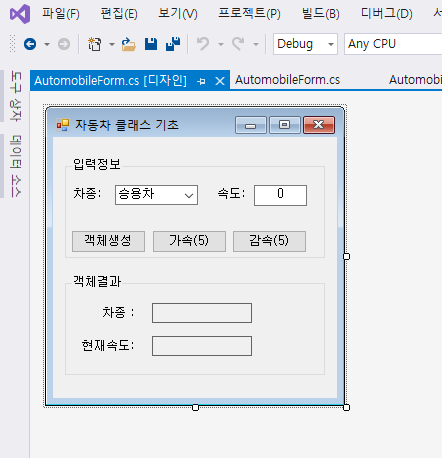 파일(F) 편집(E) 보기(V) 프로젝트(P) 빌드(B) 디버그(D)
Debug Any CPU
도구 상자
데이터 소스
AutomobileForm.cs [디자인] AutomobileForm.cs
자동차 클래스 기초
입력정보
차종: 승용차 속도: 0
객체생성 가속(5) 감속(5)
객체결과
차종 :
현재속도: